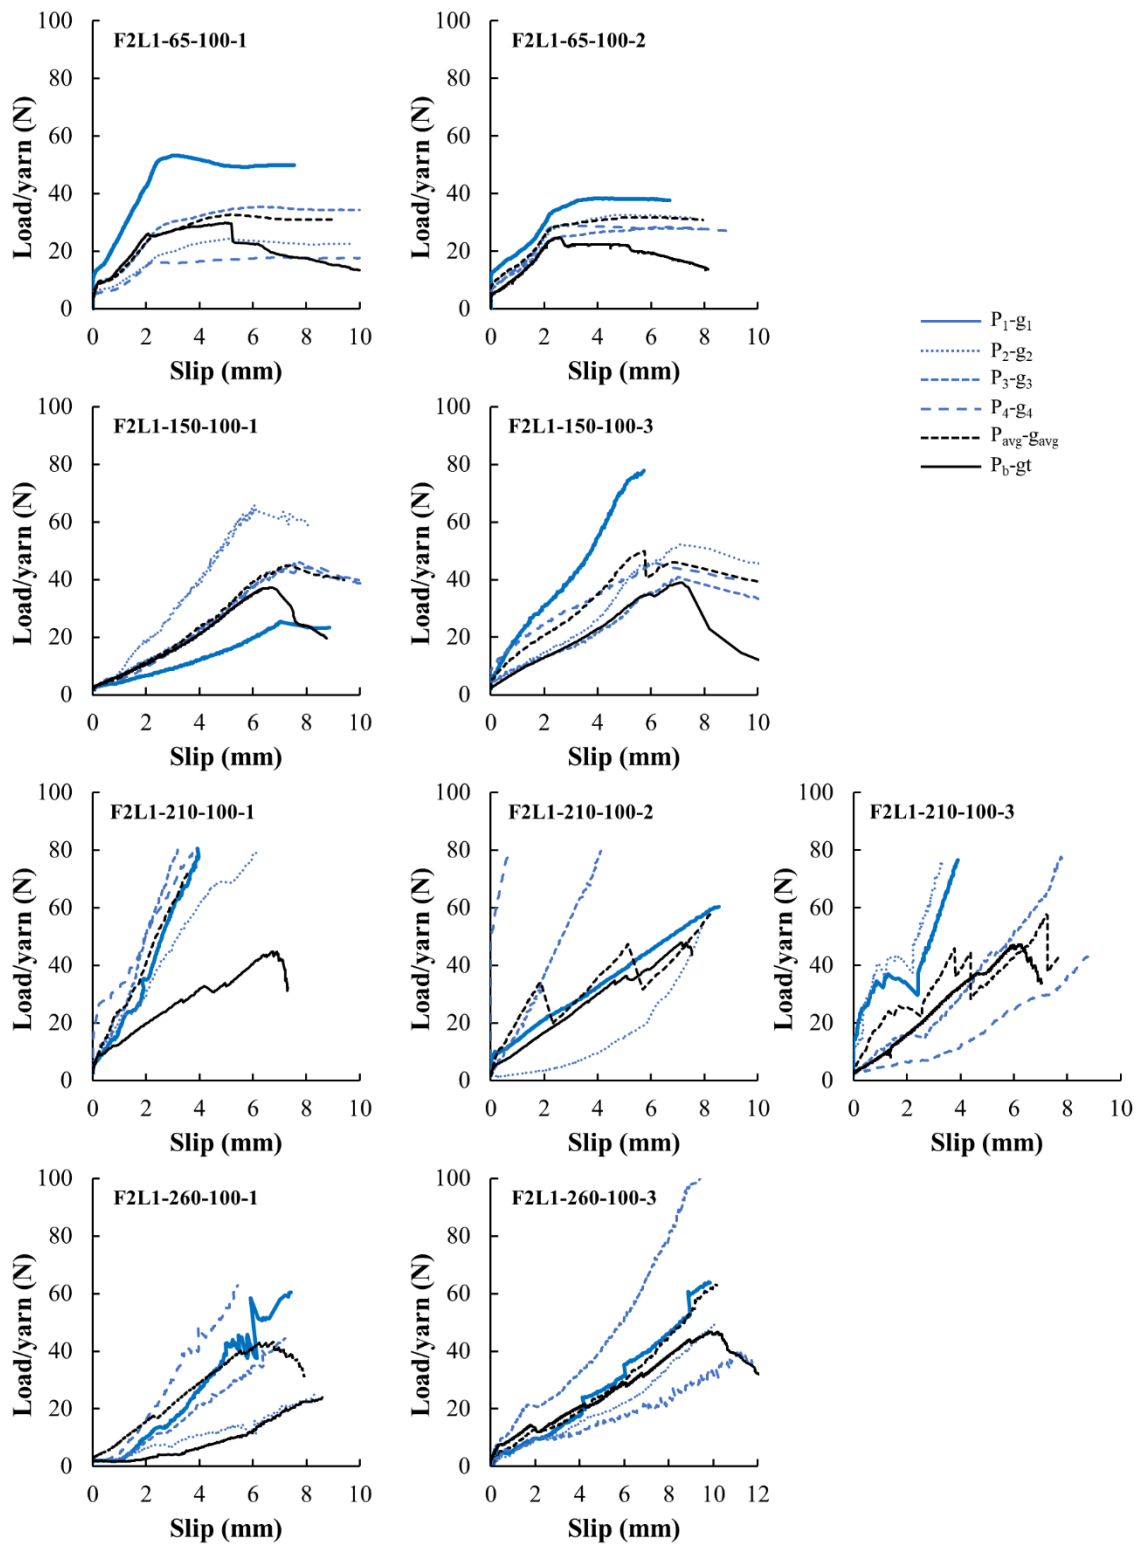 F2L1-65-100-1
Load/yarn (N)
100
80
60
40
20
0
0 2 4 6 8 10
Slip (mm)
F2L1-65-100-2
Load/yarn (N)
100
80
60
40
20
0
0 2 4 6 8 10
Slip (mm)
P1-g1
P2-g2
P3-g3
P4-g4
Pavg-gavg
Pb-gt
F2L1-150-100-1
Load/yarn (N)
100
80
60
40
20
0
0 2 4 6 8 10
Slip (mm)
F2L1-150-100-3
Load/yarn (N)
100
80
60
40
20
0
0 2 4 6 8 10
Slip (mm)
F2L1-210-100-1
Load/yarn (N)
100
80
60
40
20
0
0 2 4 6 8 10
Slip (mm)
F2L1-210-100-2
Load/yarn (N)
100
80
60
40
20
0
0 2 4 6 8 10
Slip (mm)
F2L1-210-100-3
Load/yarn (N)
100
80
60
40
20
0
0 2 4 6 8 10
Slip (mm)
F2L1-260-100-1
Load/yarn (N)
100
80
60
40
20
0
0 2 4 6 8 10
Slip (mm)
F2L1-260-100-3
Load/yarn (N)
100
80
60
40
20
0
0 2 4 6 8 10 12
Slip (mm)